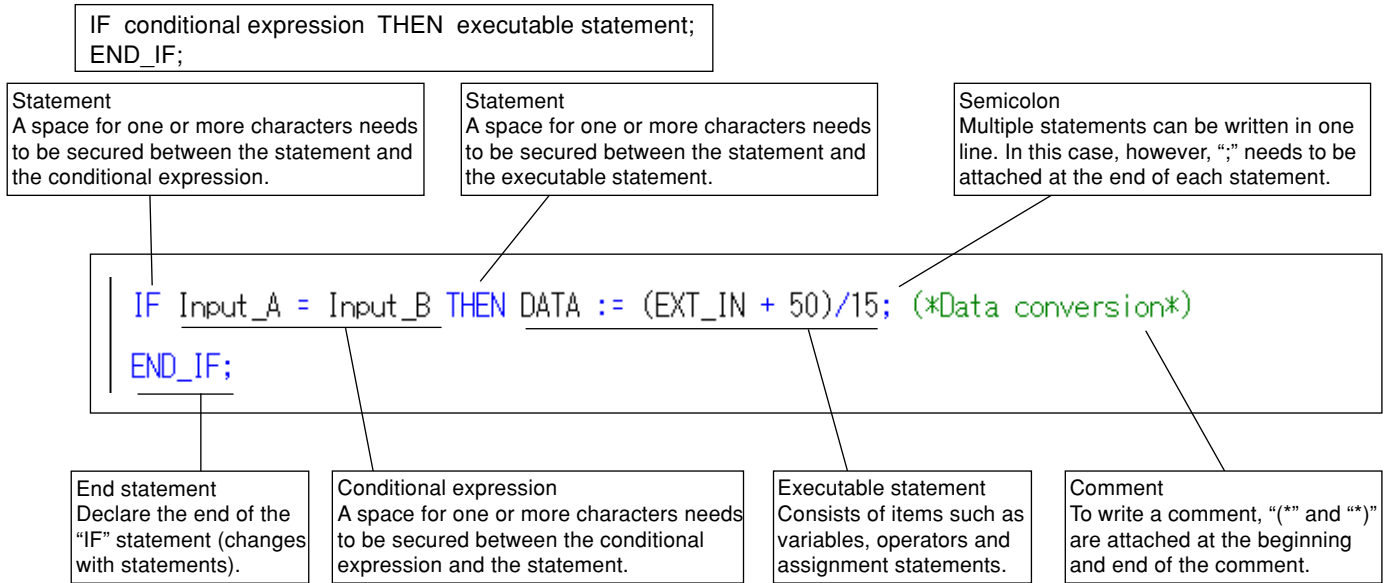 IF conditional expression THEN executable statement;
END_IF;
Statement
A space for one or more characters needs
to be secured between the statement and
the conditional expression.
Statement
A space for one or more characters needs
to be secured between the statement and
the executable statement.
Semicolon
Multiple statements can be written in one
line. In this case, however, “;” needs to be
attached at the end of each statement.
IF Input_A = Input_B THEN DATA := (EXT_IN + 50)/15; (*Data conversion*)
END_IF;
End statement
Declare the end of the
“IF” statement (changes
with statements).
Conditional expression
A space for one or more characters needs
to be secured between the conditional
expression and the statement.
Executable statement
Consists of items such as
variables, operators and
assignment statements.
Comment
To write a comment, “(*” and “*)”
are attached at the beginning
and end of the comment.